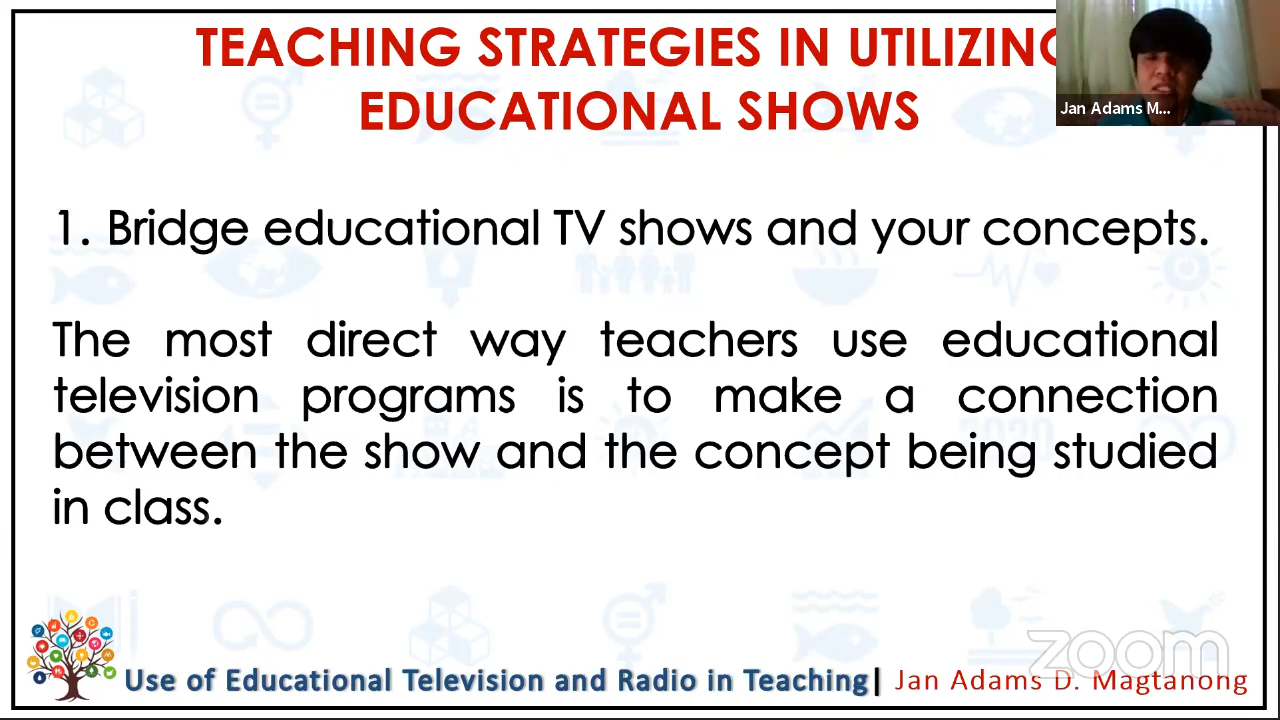 TEACHING STRATEGIES IN UTILIZING
EDUCATIONAL SHOWS
Jan Adams M...
1. Bridge educational TV shows and your concepts.
The most direct way teachers use educational
television programs is to make a connection
between the show and the concept being studied
in class.
zoom
Use of Educational Television and Radio in Teaching| Jan Adams D. Magtanong